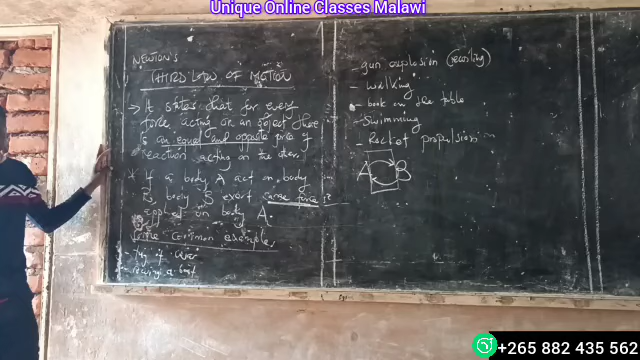 Unique Online Classes Malawi
NEWTON'S
THIRD LAW OF MOTION
→ It states that for every
force acting on an object there
is an equal and opposite force of
reaction acting on the other.
* If a body A act on body
B, body B exert same force
applied on body A.
Some common examples
rowing a boat
- gun explosion (recoiling)
- walking
- book on the table
- Swimming
- Rocket propulsion
A B
+265 882 435 562